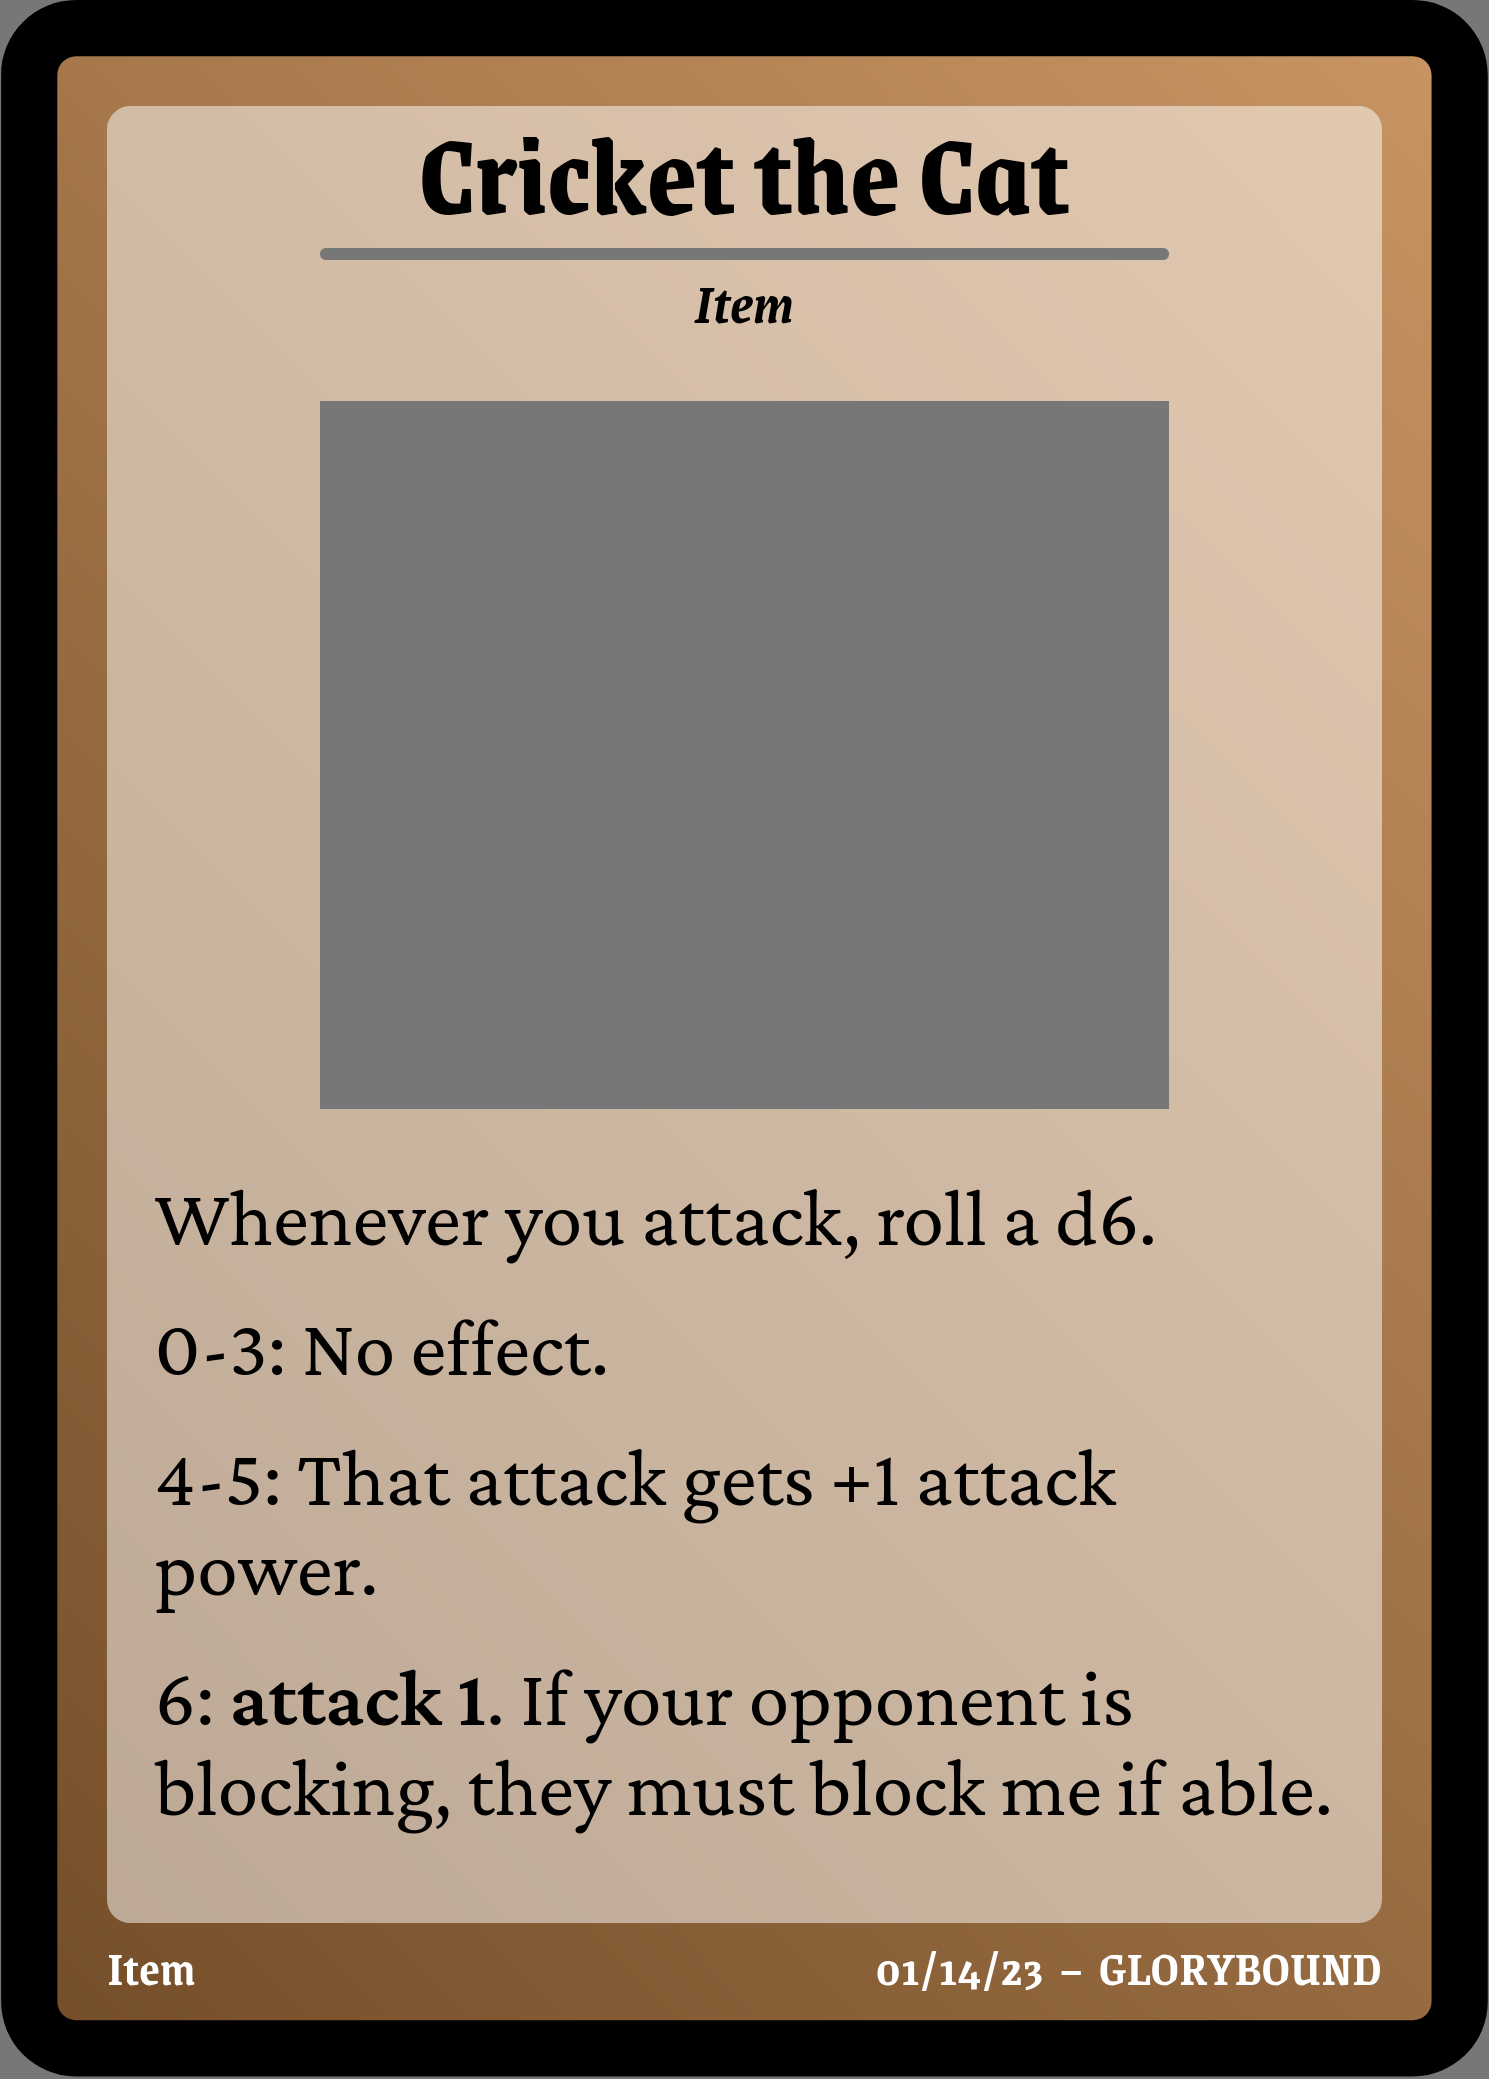 Cricket the Cat
Item
Whenever you attack, roll a d6.
0-3: No effect.
4-5: That attack gets +1 attack
power.
6: attack 1. If your opponent is
blocking, they must block me if able.
Item
01/14/23 – GLORYBOUND